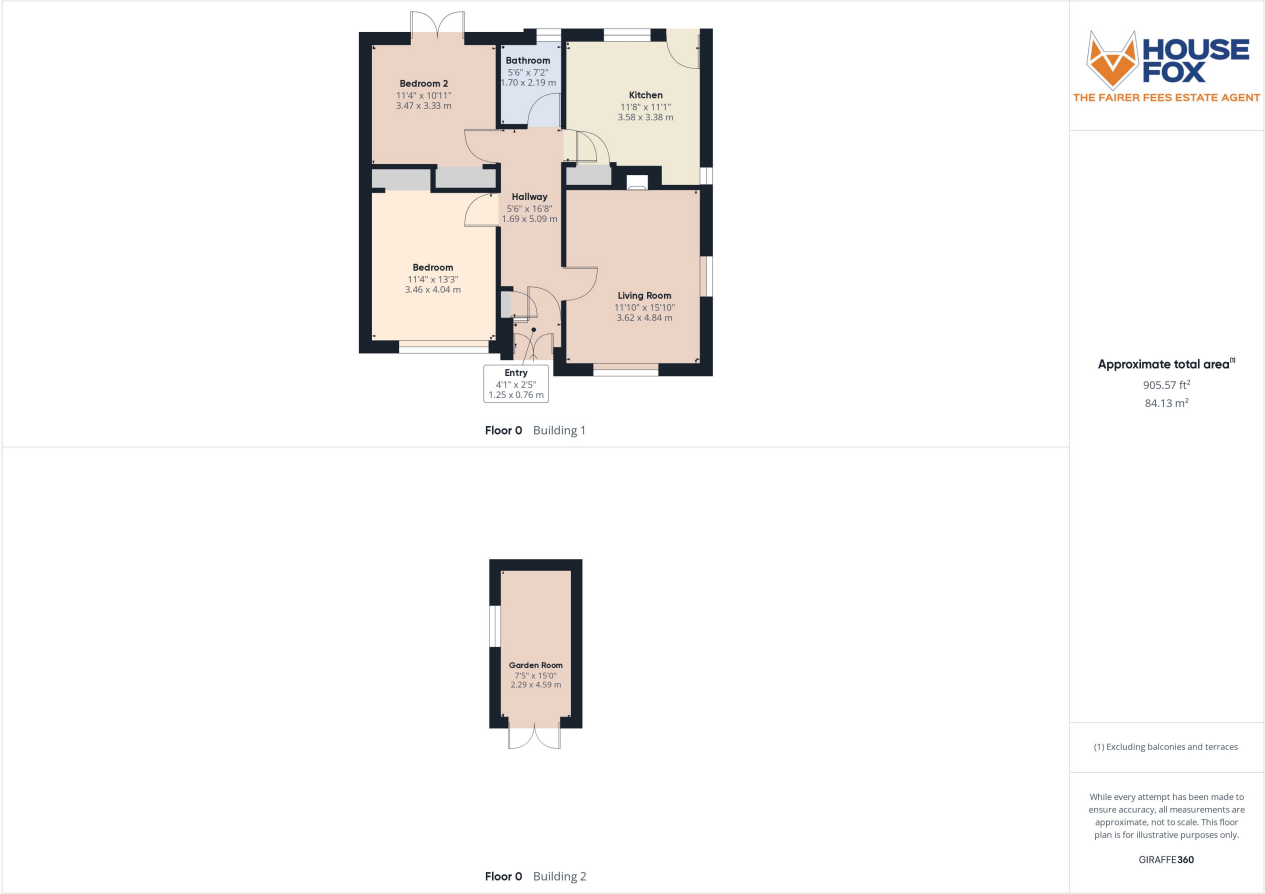 Bedroom 2
11'4" x 10'11"
3.47 x 3.33 m
Bathroom
5'6" x 7'2"
1.70 x 2.19 m
Kitchen
11'8" x 11'1"
3.58 x 3.38 m
Hallway
5'6" x 16'8"
1.69 x 5.09 m
Bedroom
11'4" x 13'3"
3.46 x 4.04 m
Living Room
11'10" x 15'10"
3.62 x 4.84 m
Entry
4'1" x 2'5"
1.25 x 0.76 m
Floor 0 Building 1
Garden Room
7'5" x 15'0"
2.29 x 4.59 m
Floor 0 Building 2
HOUSE
FOX
THE FAIRER FEES ESTATE AGENT
Approximate total area(1)
905.57 ft²
84.13 m²
(1) Excluding balconies and terraces
While every attempt has been made to
ensure accuracy, all measurements are
approximate, not to scale. This floor
plan is for illustrative purposes only.
GIRAFFE360